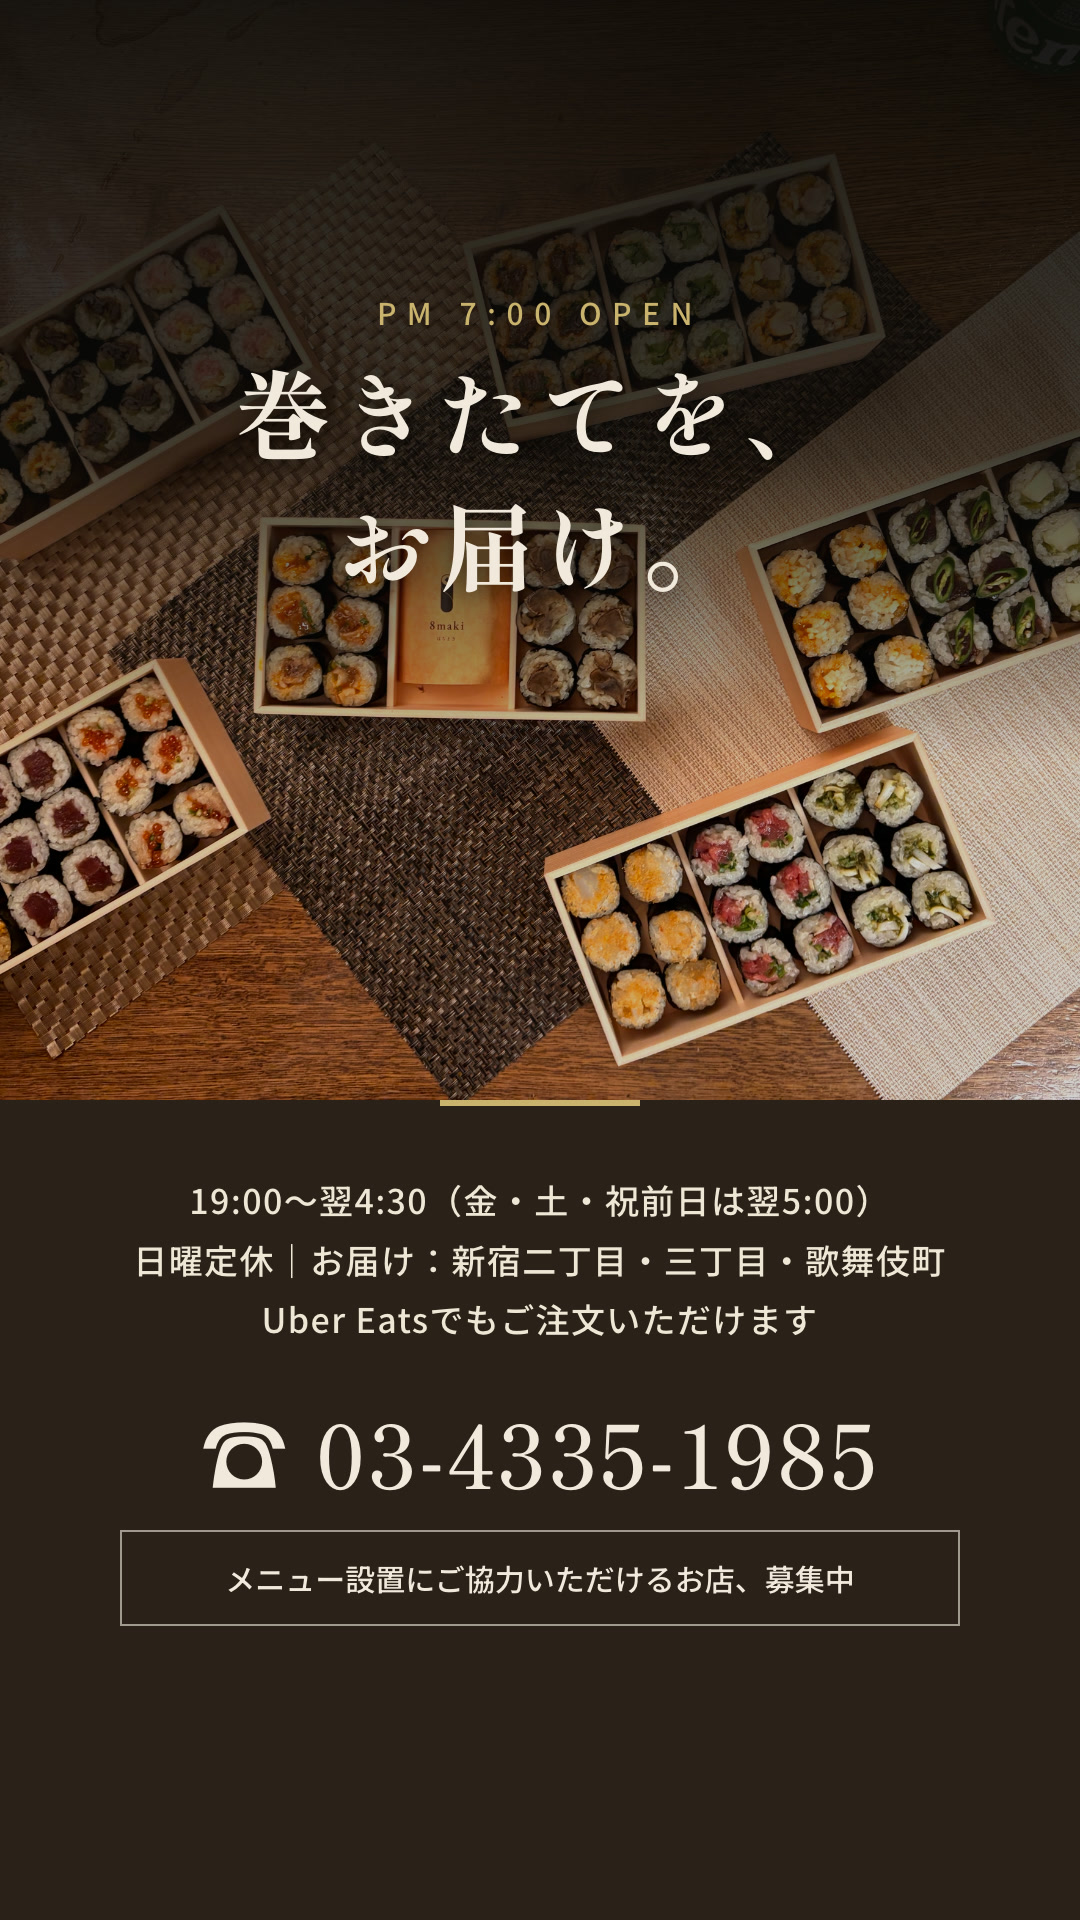 PM 7:00 OPEN
巻きたてを、
お届け。
8maki
19:00〜翌4:30（金・土・祝前日は翌5:00）
日曜定休｜お届け：新宿二丁目・三丁目・歌舞伎町
Uber Eatsでもご注文いただけます
☎ 03-4335-1985
メニュー設置にご協力いただけるお店、募集中